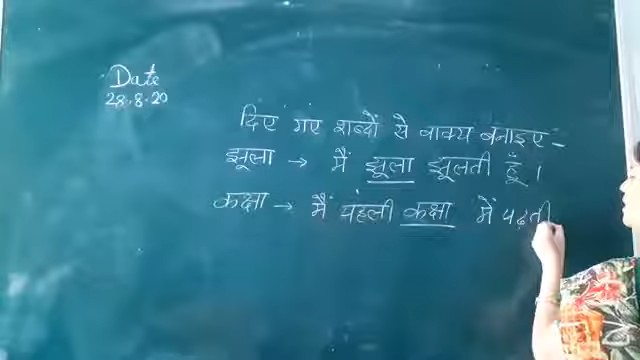 Date
28.8.20
दिए गए शब्दों से वाक्य बनाइए -
झूला → मैं झूला झूलती हूँ।
कक्षा → मैं पहली कक्षा में पढ़ती